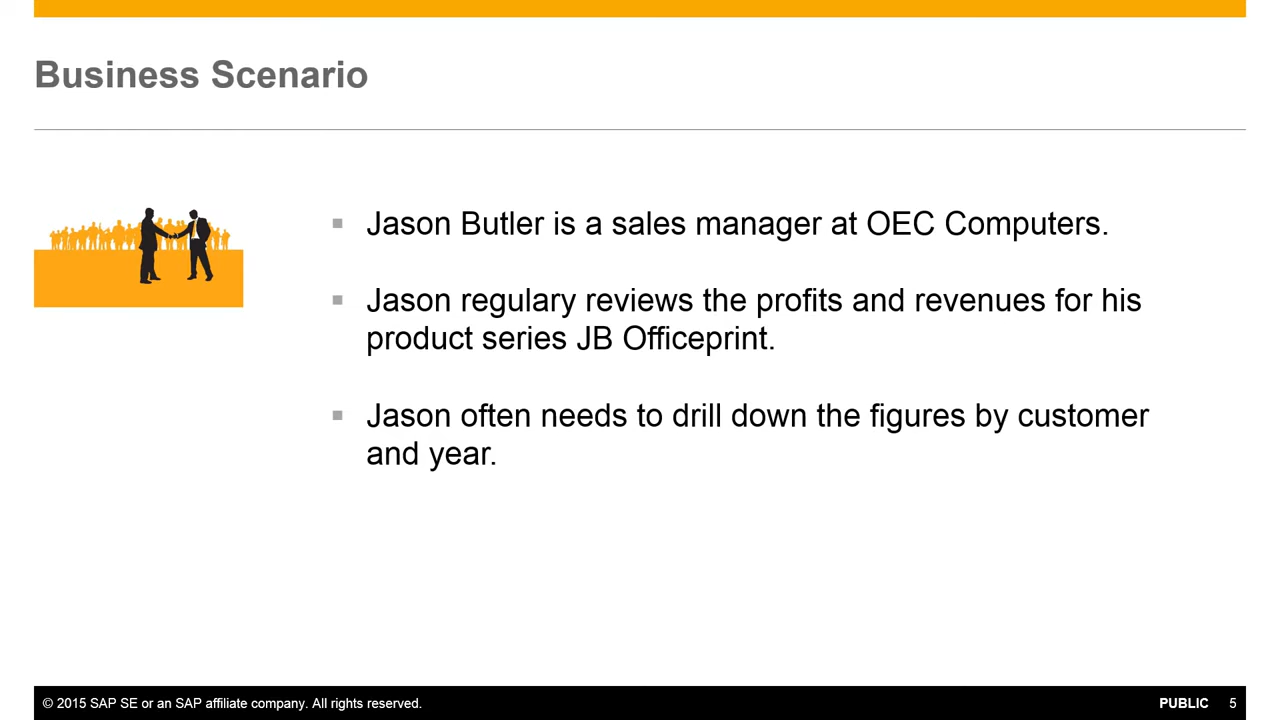 Business Scenario
▪ Jason Butler is a sales manager at OEC Computers.
▪ Jason regulary reviews the profits and revenues for his
product series JB Officeprint.
▪ Jason often needs to drill down the figures by customer
and year.
© 2015 SAP SE or an SAP affiliate company. All rights reserved. PUBLIC 5